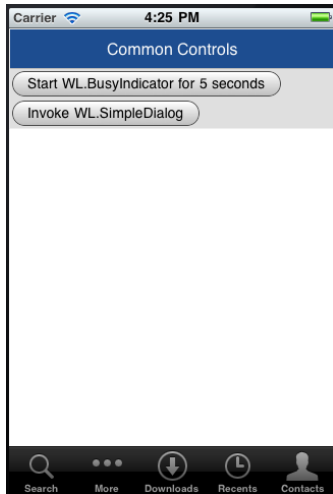 Carrier 4:25 PM
Common Controls
Start WL.BusyIndicator for 5 seconds
Invoke WL.SimpleDialog
Search More Downloads Recents Contacts